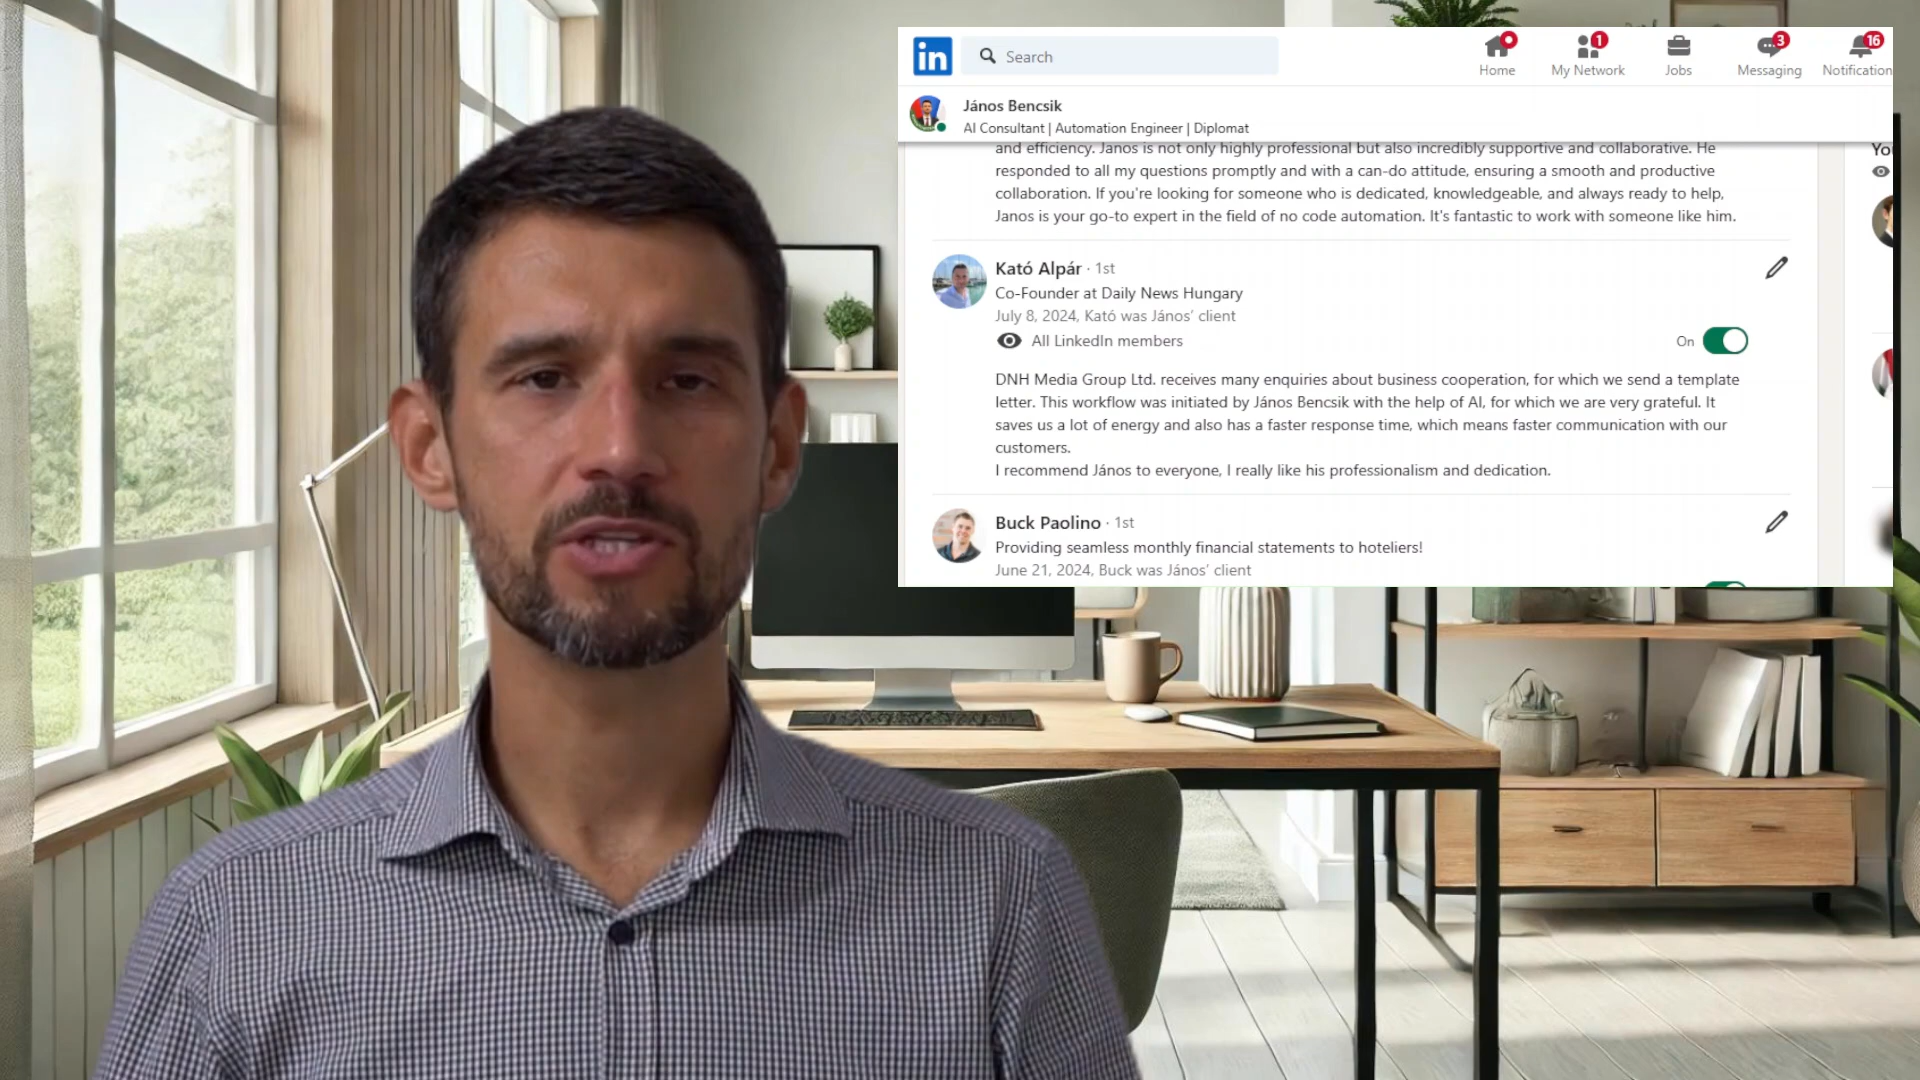 in
Search
1
3
16
Home
My Network
Jobs
Messaging
Notification
János Bencsik
AI Consultant | Automation Engineer | Diplomat
and efficiency. Janos is not only highly professional but also incredibly supportive and collaborative. He
responded to all my questions promptly and with a can-do attitude, ensuring a smooth and productive
collaboration. If you're looking for someone who is dedicated, knowledgeable, and always ready to help,
Janos is your go-to expert in the field of no code automation. It's fantastic to work with someone like him.
Kató Alpár · 1st
Co-Founder at Daily News Hungary
July 8, 2024, Kató was János' client
All LinkedIn members
On
DNH Media Group Ltd. receives many enquiries about business cooperation, for which we send a template
letter. This workflow was initiated by János Bencsik with the help of AI, for which we are very grateful. It
saves us a lot of energy and also has a faster response time, which means faster communication with our
customers.
I recommend János to everyone, I really like his professionalism and dedication.
Buck Paolino · 1st
Providing seamless monthly financial statements to hoteliers!
June 21, 2024, Buck was János' client